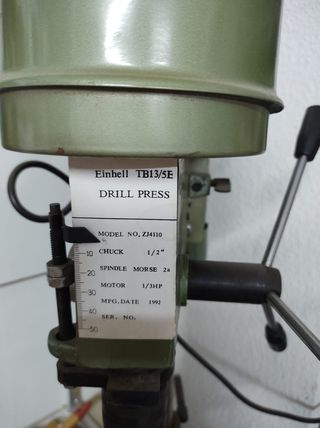 Einhell TB13/5E
DRILL PRESS
MODEL NO, ZJ4110
CHUCK 1/2"
SPINDLE MORSE 2#
MOTOR 1/3HP
MFG.DATE 1992
SER. NO.
10
20
30
40
50